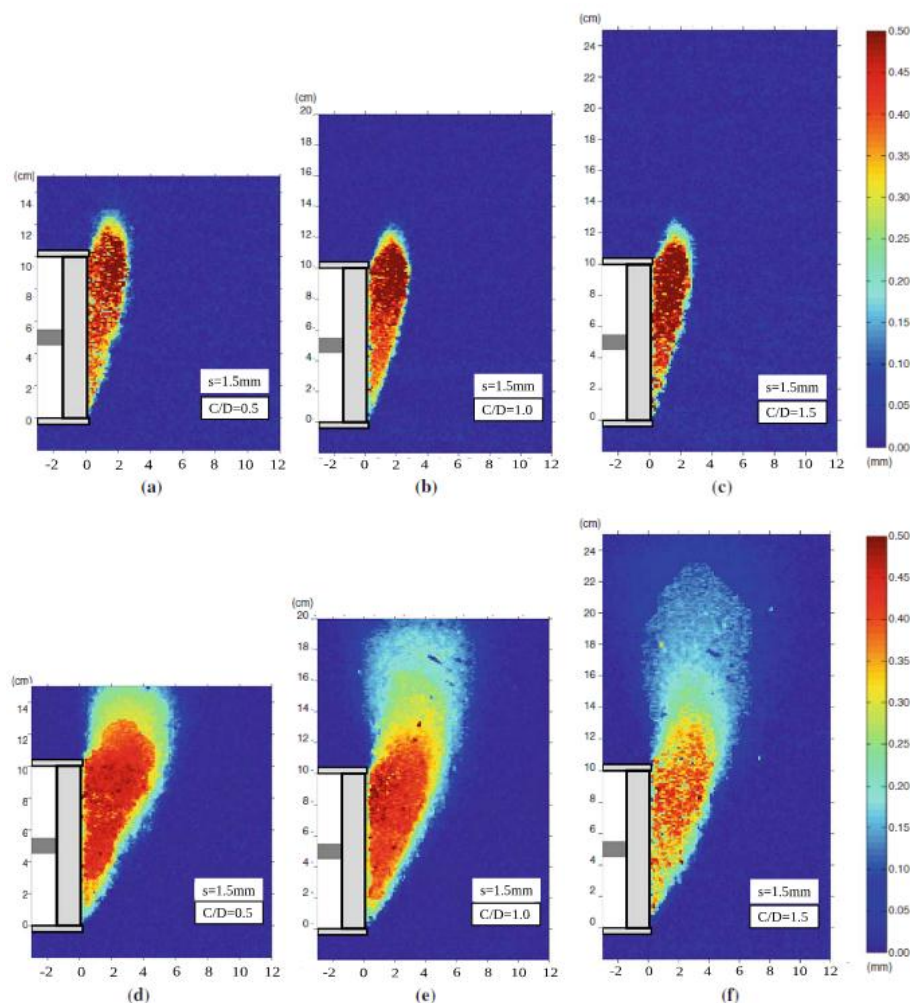 (cm)
24
22
20
18
16
14
12
10
8
6
4
2
0
-2 0 2 4 6 8 10 12
s=1.5mm
C/D=1.5
(c)
0.50
0.45
0.40
0.35
0.30
0.25
0.20
0.15
0.10
0.05
0.00
(mm)
(cm)
20
18
16
14
12
10
8
6
4
2
0
-2 0 2 4 6 8 10 12
s=1.5mm
C/D=1.0
(b)
(cm)
14
12
10
8
6
4
2
0
-2 0 2 4 6 8 10 12
s=1.5mm
C/D=0.5
(a)
(cm)
14
12
10
8
6
4
2
0
-2 0 2 4 6 8 10 12
s=1.5mm
C/D=0.5
(d)
(cm)
20
18
16
14
12
10
8
6
4
2
0
-2 0 2 4 6 8 10 12
s=1.5mm
C/D=1.0
(e)
(cm)
24
22
20
18
16
14
12
10
8
6
4
2
0
-2 0 2 4 6 8 10 12
s=1.5mm
C/D=1.5
(f)
0.50
0.45
0.40
0.35
0.30
0.25
0.20
0.15
0.10
0.05
0.00
(mm)